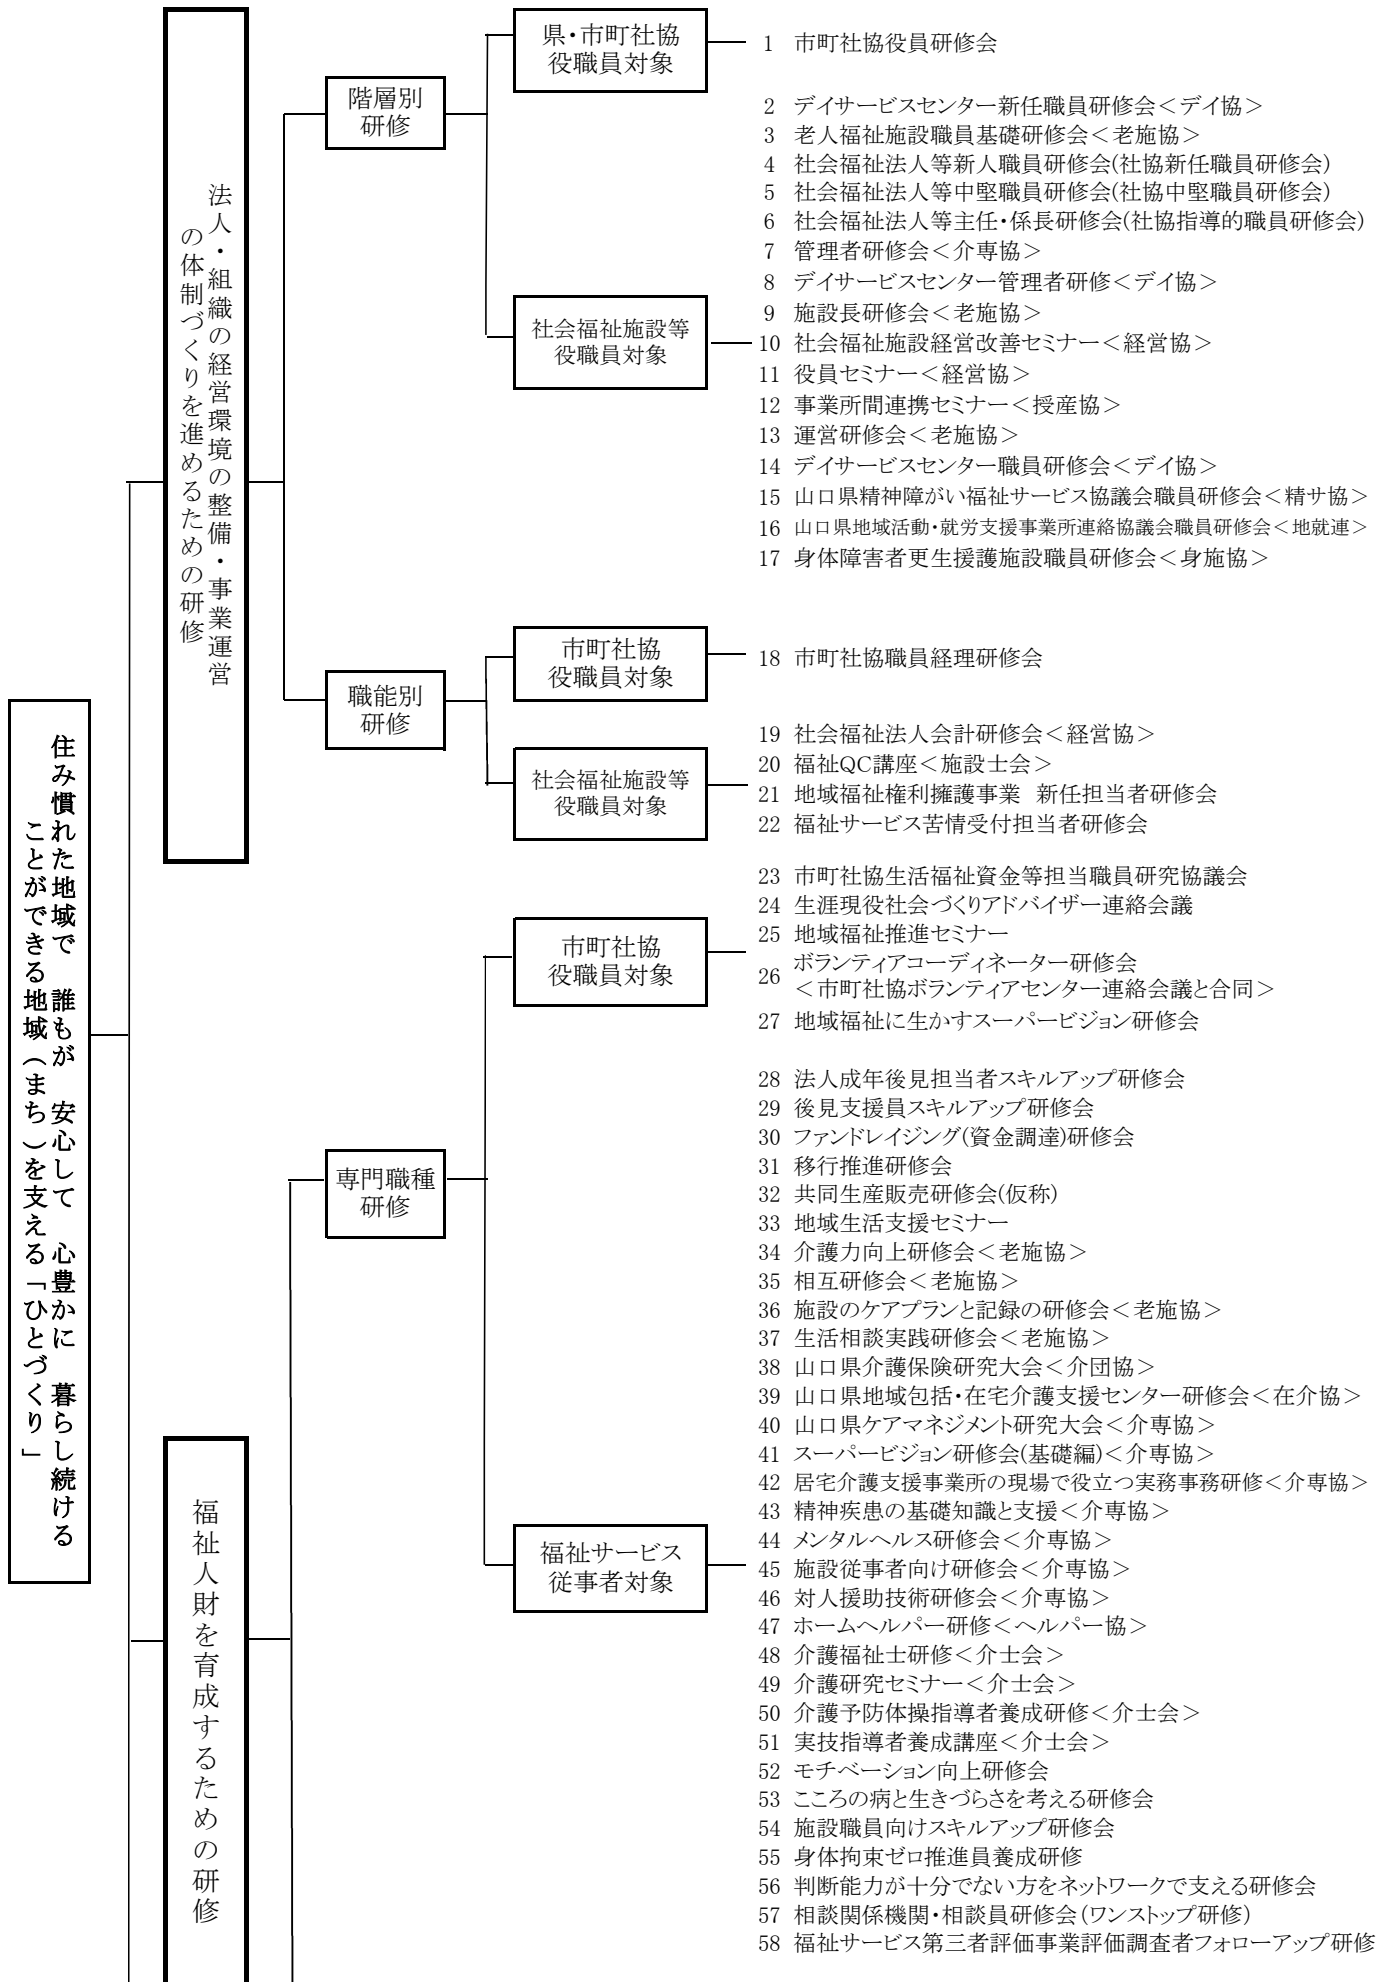 住み慣れた地域で 誰もが 安心して 心豊かに 暮らし続ける
ことができる地域（まち）を支える「ひとづくり」
法人・組織の経営環境の整備・事業運営
の体制づくりを進めるための研修
階層別
研修
県・市町社協
役職員対象
1 市町社協役員研修会
社会福祉施設等
役職員対象
2 デイサービスセンター新任職員研修会＜デイ協＞
3 老人福祉施設職員基礎研修会＜老施協＞
4 社会福祉法人等新人職員研修会(社協新任職員研修会)
5 社会福祉法人等中堅職員研修会(社協中堅職員研修会)
6 社会福祉法人等主任・係長研修会(社協指導的職員研修会)
7 管理者研修会＜介専協＞
8 デイサービスセンター管理者研修＜デイ協＞
9 施設長研修会＜老施協＞
10 社会福祉施設経営改善セミナー＜経営協＞
11 役員セミナー＜経営協＞
12 事業所間連携セミナー＜授産協＞
13 運営研修会＜老施協＞
14 デイサービスセンター職員研修会＜デイ協＞
15 山口県精神障がい福祉サービス協議会職員研修会＜精サ協＞
16 山口県地域活動・就労支援事業所連絡協議会職員研修会＜地就連＞
17 身体障害者更生援護施設職員研修会＜身施協＞
職能別
研修
市町社協
役職員対象
18 市町社協職員経理研修会
社会福祉施設等
役職員対象
19 社会福祉法人会計研修会＜経営協＞
20 福祉QC講座＜施設士会＞
21 地域福祉権利擁護事業 新任担当者研修会
22 福祉サービス苦情受付担当者研修会
福祉人財を育成するための研修
専門職種
研修
市町社協
役職員対象
23 市町社協生活福祉資金等担当職員研究協議会
24 生涯現役社会づくりアドバイザー連絡会議
25 地域福祉推進セミナー
26 ボランティアコーディネーター研修会
＜市町社協ボランティアセンター連絡会議と合同＞
27 地域福祉に生かすスーパービジョン研修会
福祉サービス
従事者対象
28 法人成年後見担当者スキルアップ研修会
29 後見支援員スキルアップ研修会
30 ファンドレイジング(資金調達)研修会
31 移行推進研修会
32 共同生産販売研修会(仮称)
33 地域生活支援セミナー
34 介護力向上研修会＜老施協＞
35 相互研修会＜老施協＞
36 施設のケアプランと記録の研修会＜老施協＞
37 生活相談実践研修会＜老施協＞
38 山口県介護保険研究大会＜介団協＞
39 山口県地域包括・在宅介護支援センター研修会＜在介協＞
40 山口県ケアマネジメント研究大会＜介専協＞
41 スーパービジョン研修会(基礎編)＜介専協＞
42 居宅介護支援事業所の現場で役立つ実務事務研修＜介専協＞
43 精神疾患の基礎知識と支援＜介専協＞
44 メンタルヘルス研修会＜介専協＞
45 施設従事者向け研修会＜介専協＞
46 対人援助技術研修会＜介専協＞
47 ホームヘルパー研修＜ヘルパー協＞
48 介護福祉士研修＜介士会＞
49 介護研究セミナー＜介士会＞
50 介護予防体操指導者養成研修＜介士会＞
51 実技指導者養成講座＜介士会＞
52 モチベーション向上研修会
53 こころの病と生きづらさを考える研修会
54 施設職員向けスキルアップ研修会
55 身体拘束ゼロ推進員養成研修
56 判断能力が十分でない方をネットワークで支える研修会
57 相談関係機関・相談員研修会（ワンストップ研修）
58 福祉サービス第三者評価事業評価調査者フォローアップ研修